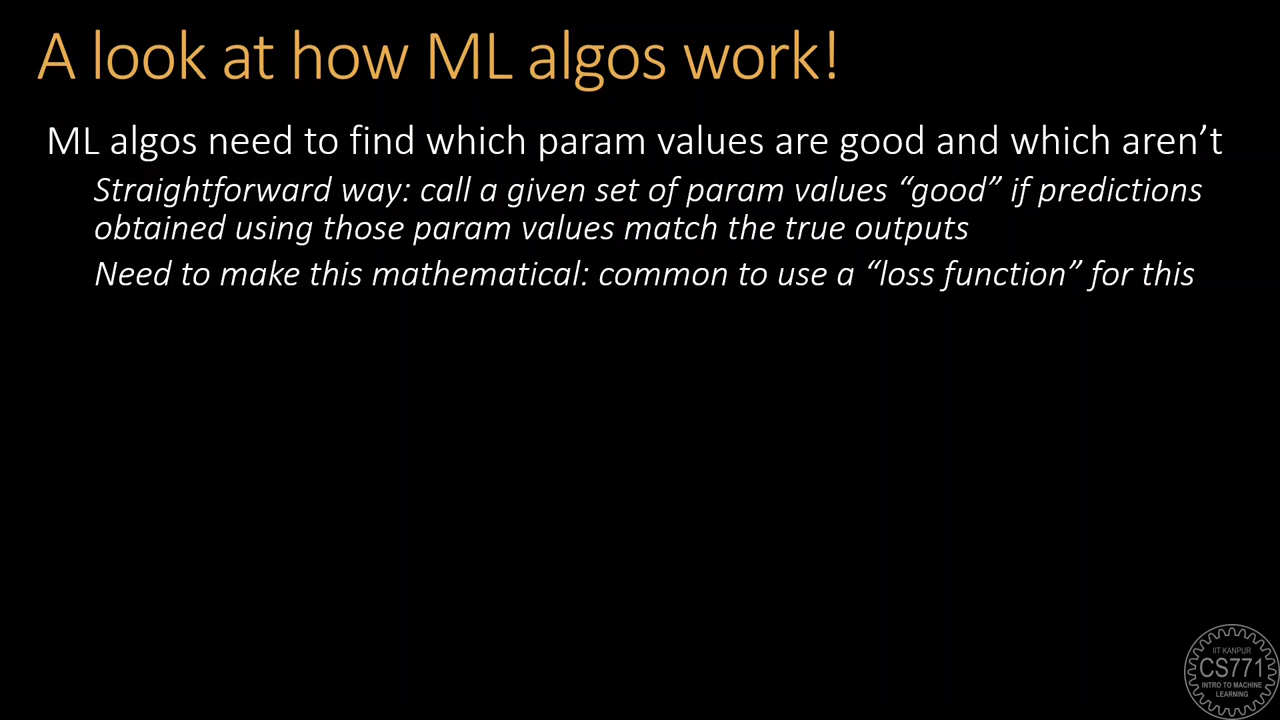 A look at how ML algos work!
ML algos need to find which param values are good and which aren’t
Straightforward way: call a given set of param values “good” if predictions
obtained using those param values match the true outputs
Need to make this mathematical: common to use a “loss function” for this
IIT KANPUR
CS771
INTRO TO MACHINE
LEARNING